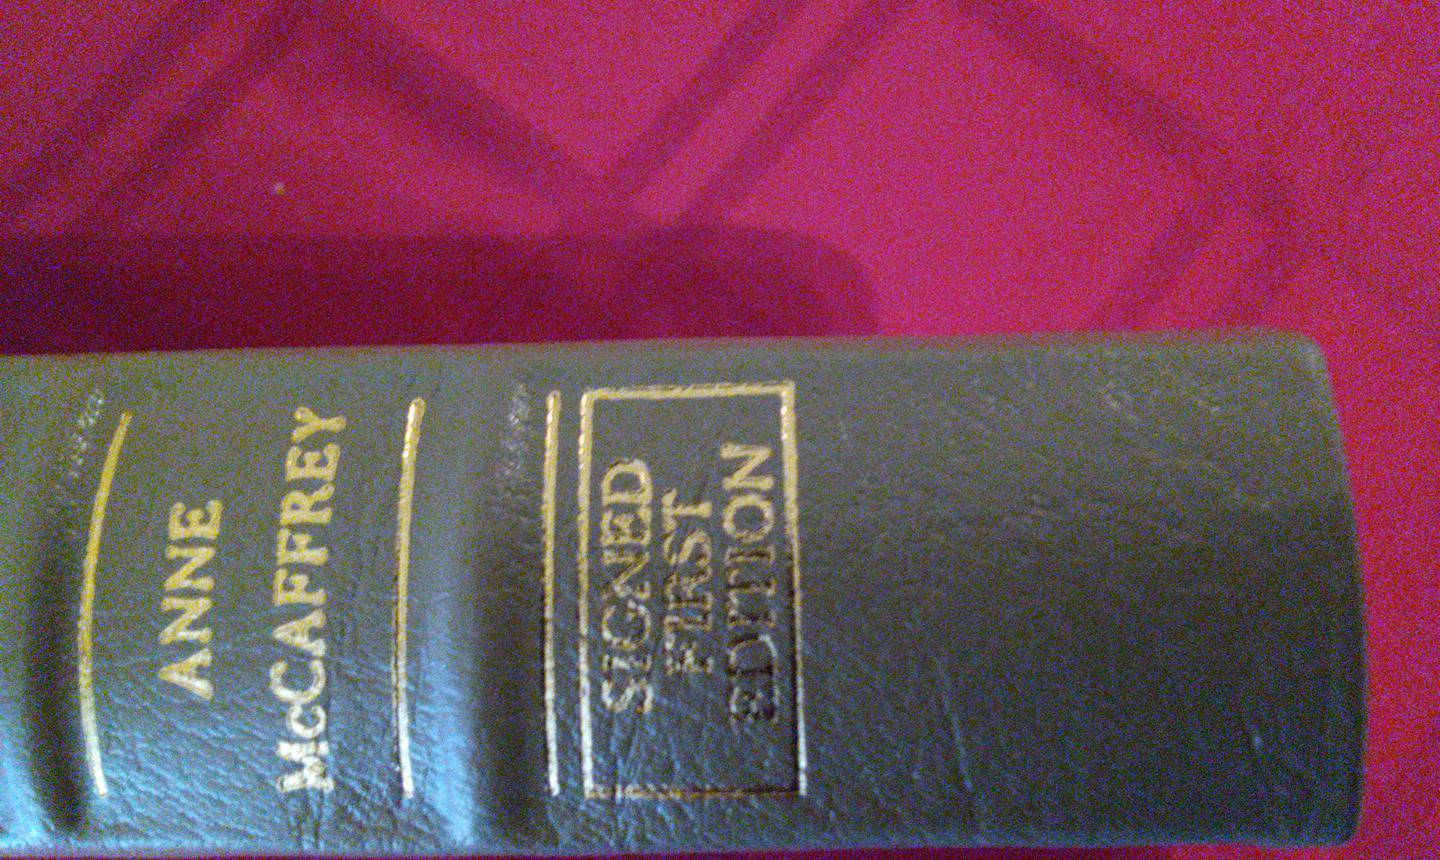 ANNE
McCAFFREY
SIGNED
FIRST
EDITION